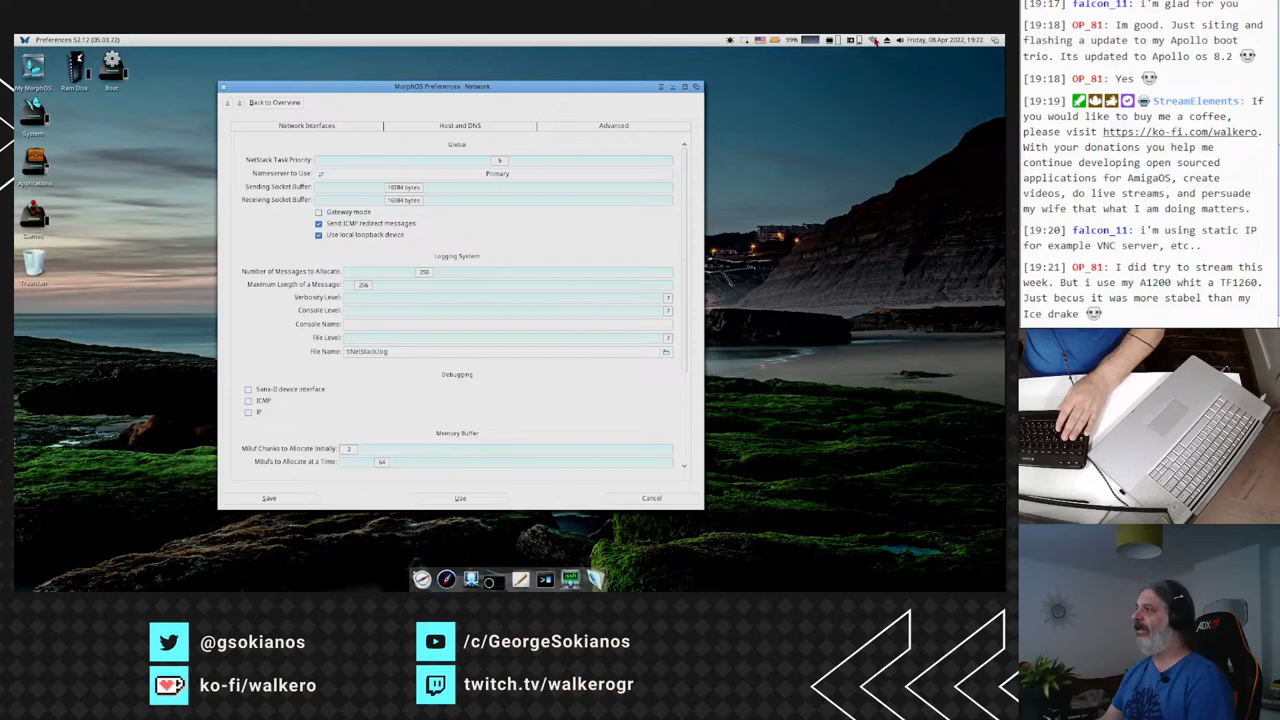 Preferences 52.12 (05.03.22)
99%
Friday, 08 Apr 2022, 19:22
My MorphOS
Ram Disk
Boot
System
Applications
Games
Trashcan
MorphOS Preferences · Network
Back to Overview
Network Interfaces
Host and DNS
Advanced
Global
NetStack Task Priority: 5
Nameserver to Use: Primary
Sending Socket Buffer: 16384 bytes
Receiving Socket Buffer: 16384 bytes
Gateway mode
Send ICMP redirect messages
Use local loopback device
Logging System
Number of Messages to Allocate: 256
Maximum Length of a Message: 256
Verbosity Level: 7
Console Level: 7
Console Name:
File Level: 7
File Name: t:NetStack.log
Debugging
Sana-II device interface
ICMP
IP
Memory Buffer
MBuf Chunks to Allocate Initially: 2
MBufs to Allocate at a Time: 64
Save
Use
Cancel
ssh
[19:17] falcon_11: i'm glad for you
[19:18] OP_81: Im good. Just siting and
flashing a update to my Apollo boot
trio. Its updated to Apollo os 8.2
[19:18] OP_81: Yes
[19:19] StreamElements: If
you would like to buy me a coffee,
please visit https://ko-fi.com/walkero.
With your donations you help me
continue developing open sourced
applications for AmigaOS, create
videos, do live streams, and persuade
my wife that what I am doing matters.
[19:20] falcon_11: i'm using static IP
for example VNC server, etc..
[19:21] OP_81: I did try to stream this
week. But i use my A1200 whit a TF1260.
Just becus it was more stabel than my
Ice drake
ADX
@gsokianos
/c/GeorgeSokianos
ko-fi/walkero
twitch.tv/walkerogr